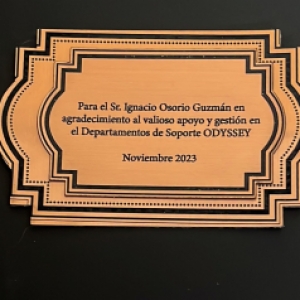 Para el Sr. Ignacio Osorio Guzmán en
agradecimiento al valioso apoyo y gestión en
el Departamentos de Soporte ODYSSEY
Noviembre 2023